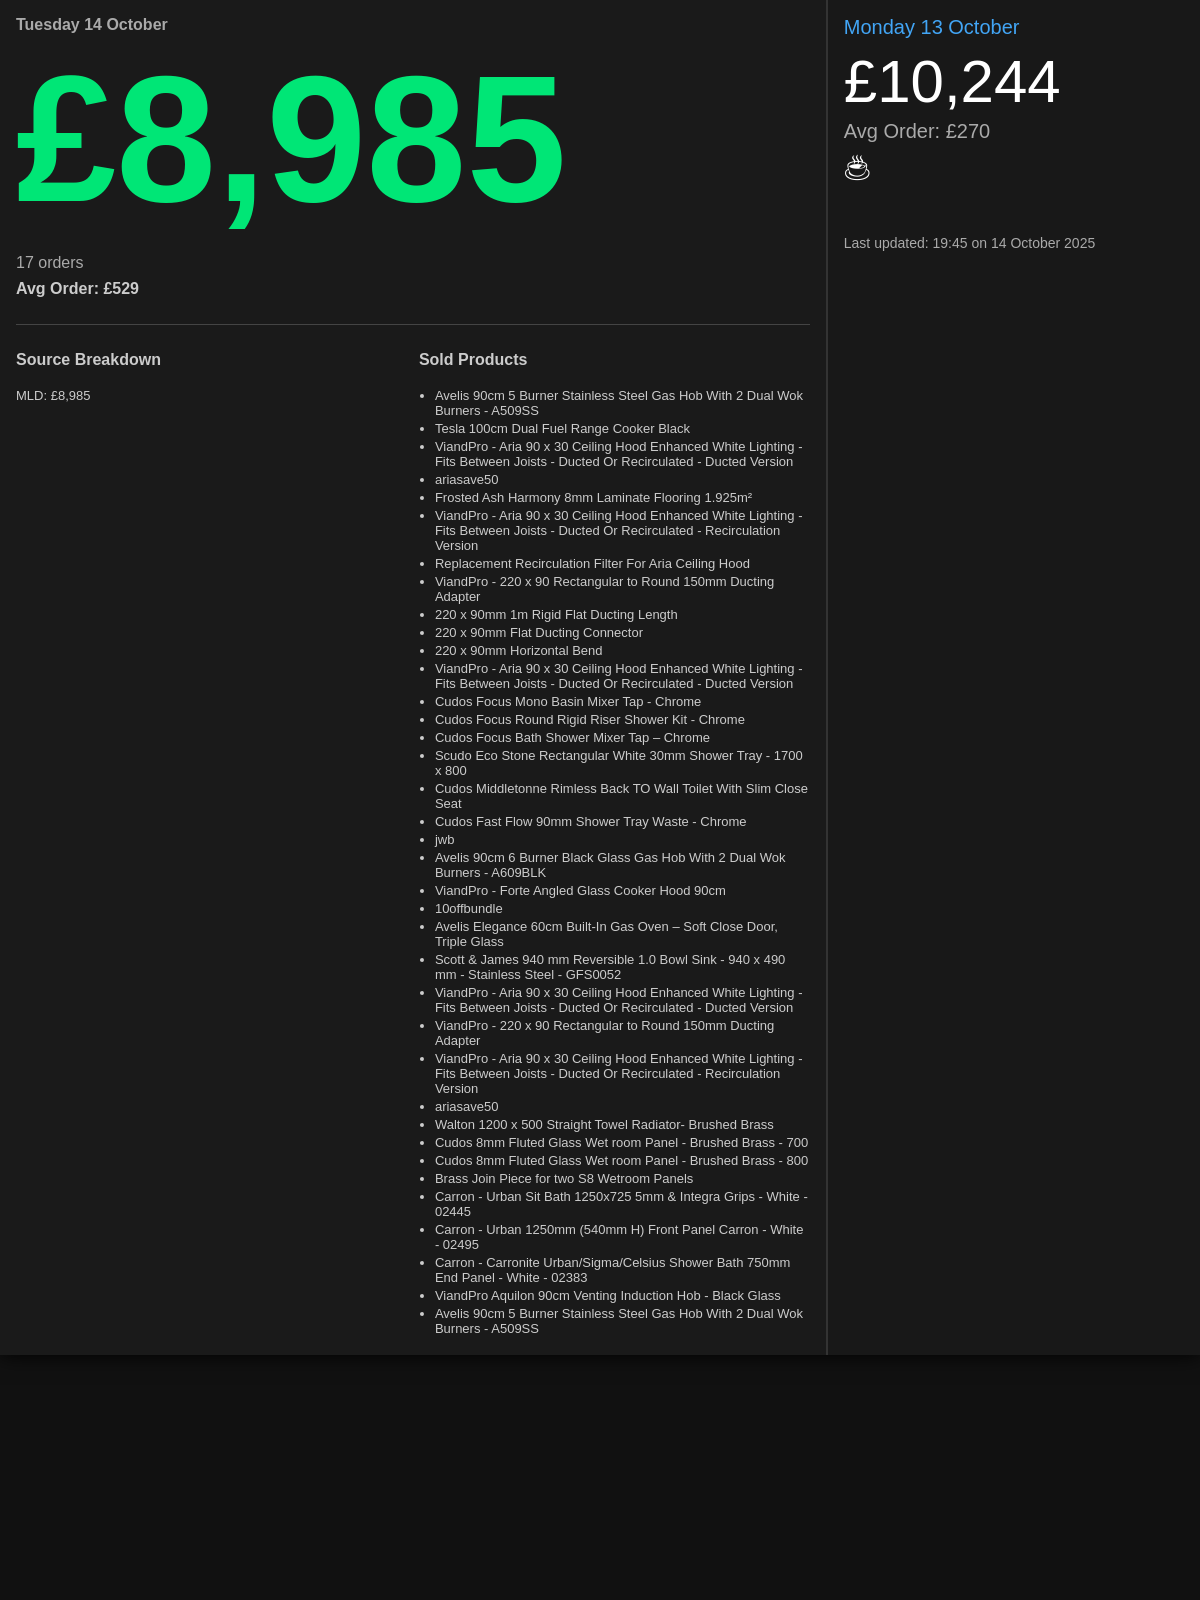 Tuesday 14 October
£8,985
17 orders
Avg Order: £529
Source Breakdown
MLD: £8,985
Sold Products
• Avelis 90cm 5 Burner Stainless Steel Gas Hob With 2 Dual Wok
Burners - A509SS
• Tesla 100cm Dual Fuel Range Cooker Black
• ViandPro - Aria 90 x 30 Ceiling Hood Enhanced White Lighting -
Fits Between Joists - Ducted Or Recirculated - Ducted Version
• ariasave50
• Frosted Ash Harmony 8mm Laminate Flooring 1.925m²
• ViandPro - Aria 90 x 30 Ceiling Hood Enhanced White Lighting -
Fits Between Joists - Ducted Or Recirculated - Recirculation
Version
• Replacement Recirculation Filter For Aria Ceiling Hood
• ViandPro - 220 x 90 Rectangular to Round 150mm Ducting
Adapter
• 220 x 90mm 1m Rigid Flat Ducting Length
• 220 x 90mm Flat Ducting Connector
• 220 x 90mm Horizontal Bend
• ViandPro - Aria 90 x 30 Ceiling Hood Enhanced White Lighting -
Fits Between Joists - Ducted Or Recirculated - Ducted Version
• Cudos Focus Mono Basin Mixer Tap - Chrome
• Cudos Focus Round Rigid Riser Shower Kit - Chrome
• Cudos Focus Bath Shower Mixer Tap – Chrome
• Scudo Eco Stone Rectangular White 30mm Shower Tray - 1700
x 800
• Cudos Middletonne Rimless Back TO Wall Toilet With Slim Close
Seat
• Cudos Fast Flow 90mm Shower Tray Waste - Chrome
• jwb
• Avelis 90cm 6 Burner Black Glass Gas Hob With 2 Dual Wok
Burners - A609BLK
• ViandPro - Forte Angled Glass Cooker Hood 90cm
• 10offbundle
• Avelis Elegance 60cm Built-In Gas Oven – Soft Close Door,
Triple Glass
• Scott & James 940 mm Reversible 1.0 Bowl Sink - 940 x 490
mm - Stainless Steel - GFS0052
• ViandPro - Aria 90 x 30 Ceiling Hood Enhanced White Lighting -
Fits Between Joists - Ducted Or Recirculated - Ducted Version
• ViandPro - 220 x 90 Rectangular to Round 150mm Ducting
Adapter
• ViandPro - Aria 90 x 30 Ceiling Hood Enhanced White Lighting -
Fits Between Joists - Ducted Or Recirculated - Recirculation
Version
• ariasave50
• Walton 1200 x 500 Straight Towel Radiator- Brushed Brass
• Cudos 8mm Fluted Glass Wet room Panel - Brushed Brass - 700
• Cudos 8mm Fluted Glass Wet room Panel - Brushed Brass - 800
• Brass Join Piece for two S8 Wetroom Panels
• Carron - Urban Sit Bath 1250x725 5mm & Integra Grips - White -
02445
• Carron - Urban 1250mm (540mm H) Front Panel Carron - White
- 02495
• Carron - Carronite Urban/Sigma/Celsius Shower Bath 750mm
End Panel - White - 02383
• ViandPro Aquilon 90cm Venting Induction Hob - Black Glass
• Avelis 90cm 5 Burner Stainless Steel Gas Hob With 2 Dual Wok
Burners - A509SS
Monday 13 October
£10,244
Avg Order: £270
☕
Last updated: 19:45 on 14 October 2025